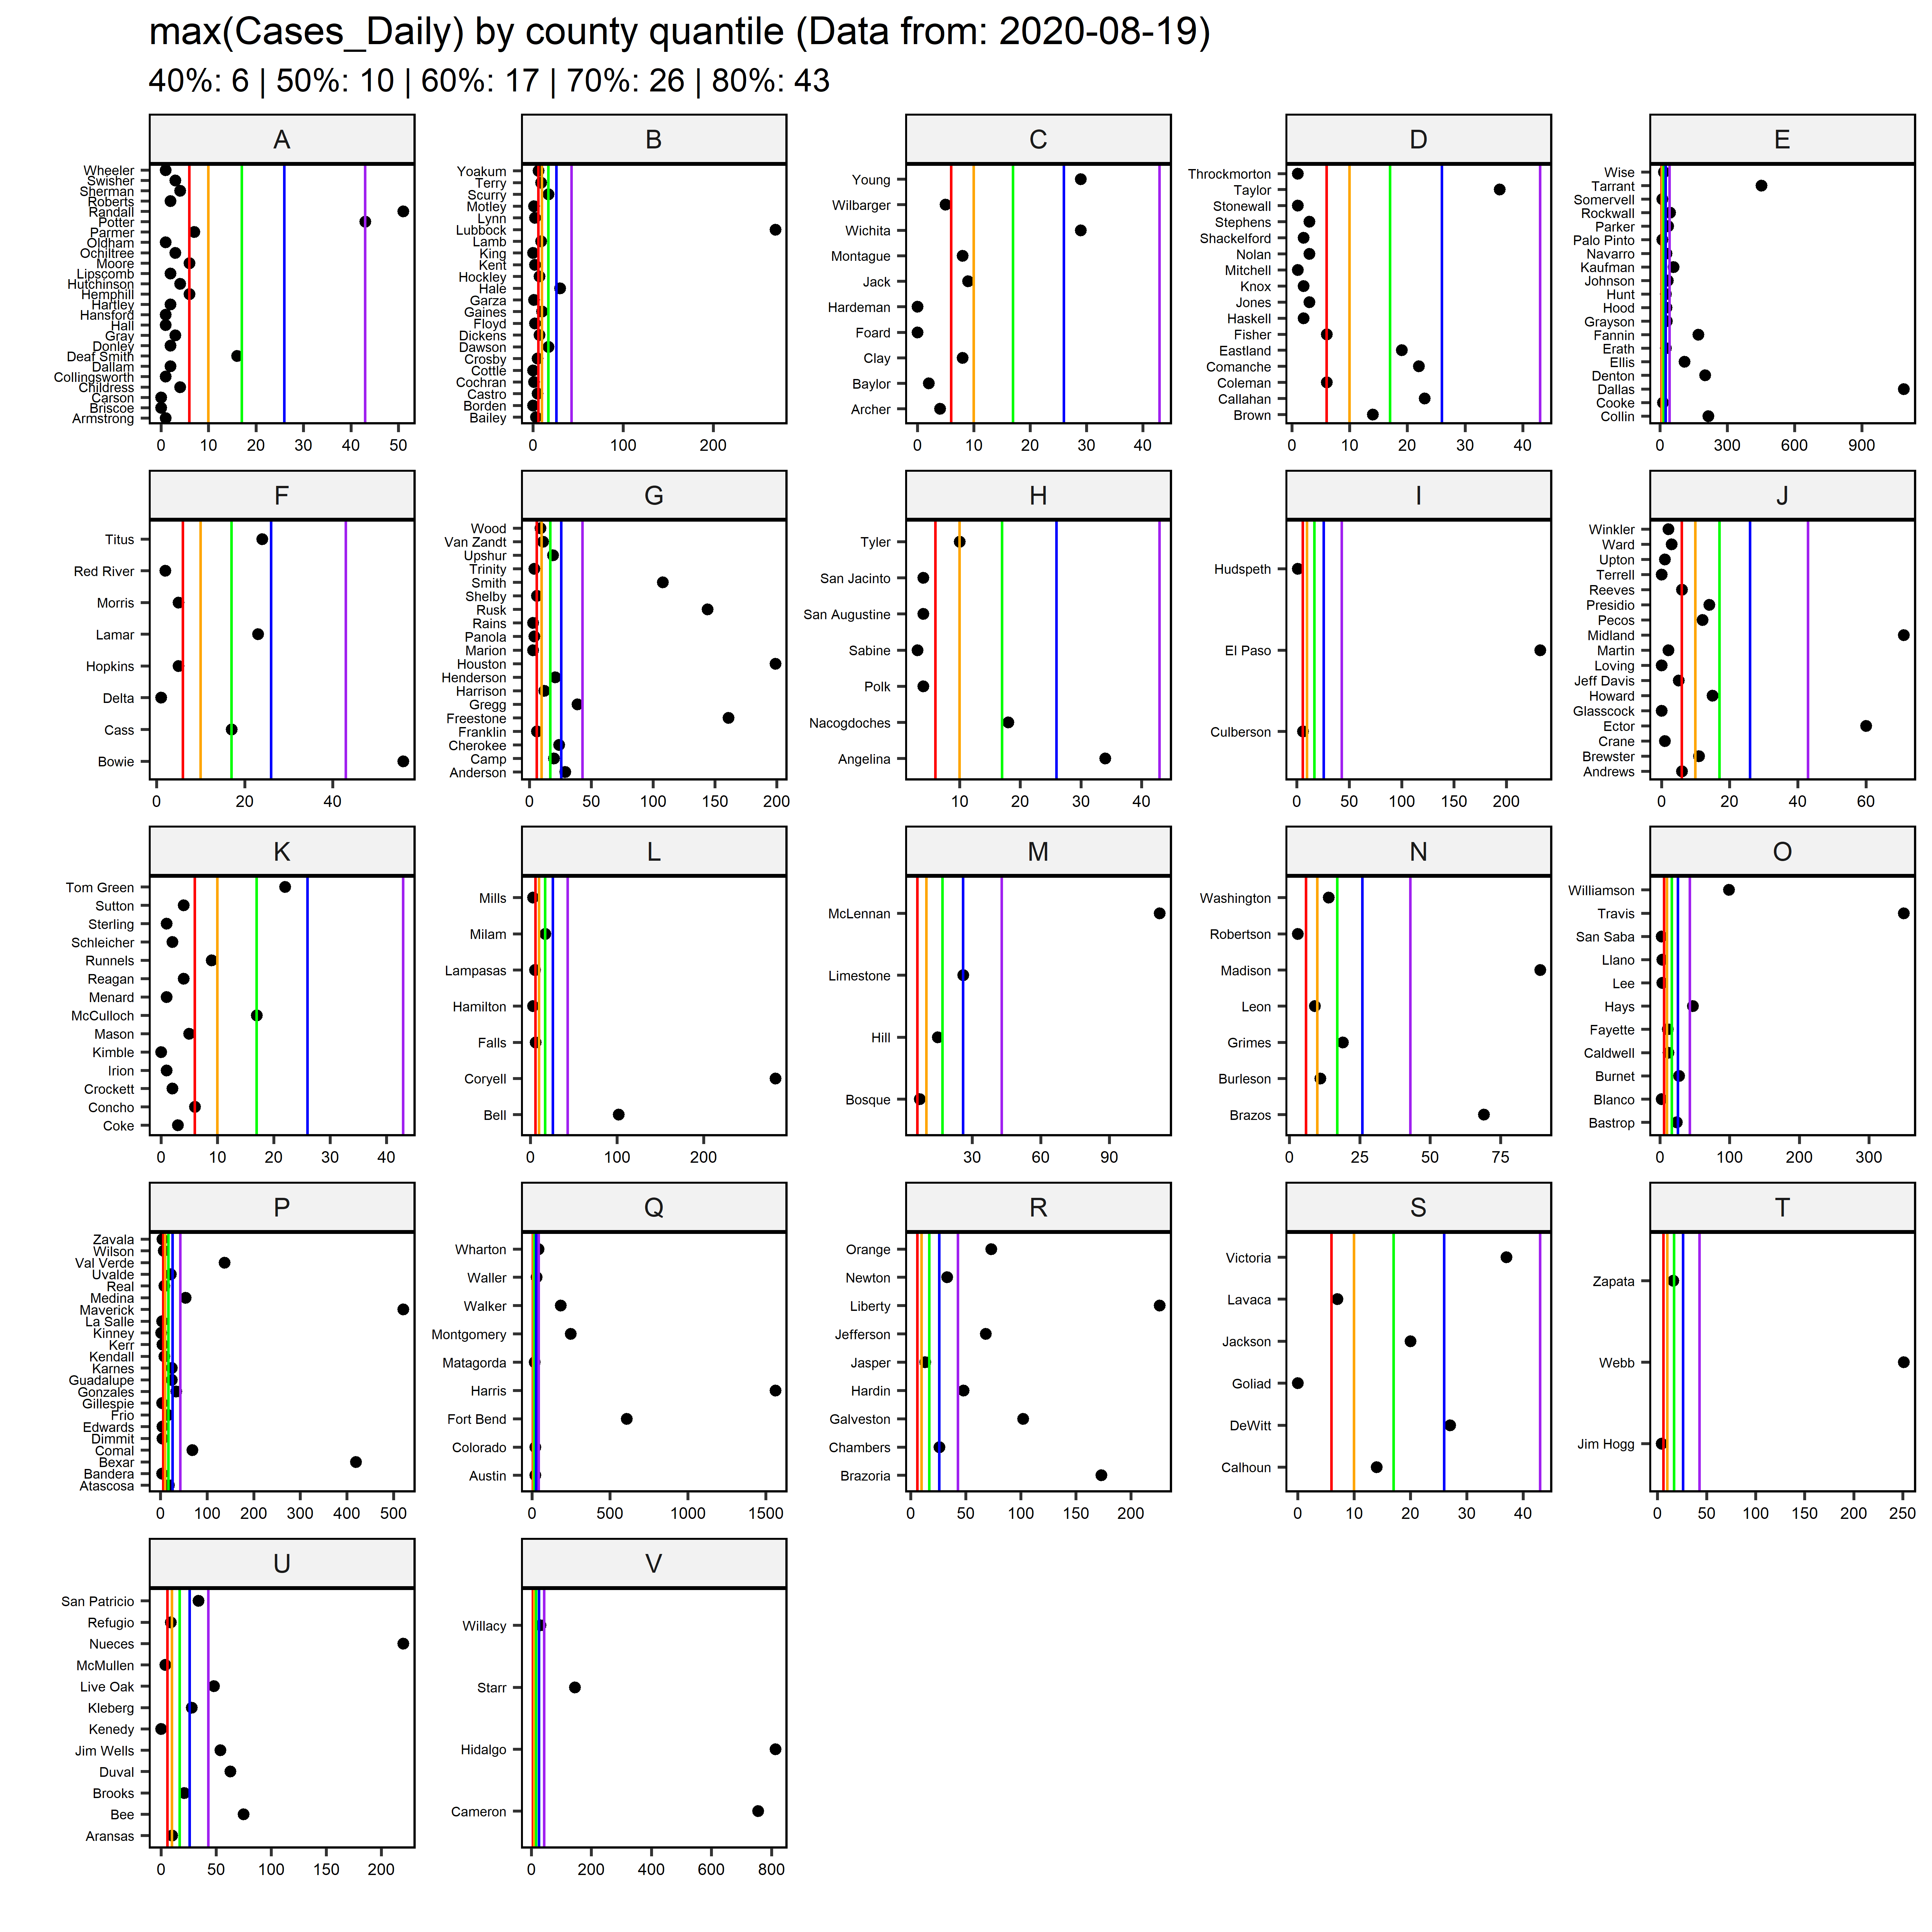 max(Cases_Daily) by county quantile (Data from: 2020-08-19)
40%: 6 | 50%: 10 | 60%: 17 | 70%: 26 | 80%: 43
A
Wheeler
Swisher
Sherman
Roberts
Randall
Potter
Parmer
Oldham
Ochiltree
Moore
Lipscomb
Hutchinson
Hemphill
Hartley
Hansford
Hall
Gray
Donley
Deaf Smith
Dallam
Collingsworth
Childress
Carson
Briscoe
Armstrong
0 10 20 30 40 50
B
Yoakum
Terry
Scurry
Motley
Lynn
Lubbock
Lamb
King
Kent
Hockley
Hale
Garza
Gaines
Floyd
Dickens
Dawson
Crosby
Cottle
Cochran
Castro
Borden
Bailey
0 100 200
C
Young
Wilbarger
Wichita
Montague
Jack
Hardeman
Foard
Clay
Baylor
Archer
0 10 20 30 40
D
Throckmorton
Taylor
Stonewall
Stephens
Shackelford
Nolan
Mitchell
Knox
Jones
Haskell
Fisher
Eastland
Comanche
Coleman
Callahan
Brown
0 10 20 30 40
E
Wise
Tarrant
Somervell
Rockwall
Parker
Palo Pinto
Navarro
Kaufman
Johnson
Hunt
Hood
Grayson
Fannin
Erath
Ellis
Denton
Dallas
Cooke
Collin
0 300 600 900
F
Titus
Red River
Morris
Lamar
Hopkins
Delta
Cass
Bowie
0 20 40
G
Wood
Van Zandt
Upshur
Trinity
Smith
Shelby
Rusk
Rains
Panola
Marion
Houston
Henderson
Harrison
Gregg
Freestone
Franklin
Cherokee
Camp
Anderson
0 50 100 150 200
H
Tyler
San Jacinto
San Augustine
Sabine
Polk
Nacogdoches
Angelina
10 20 30 40
I
Hudspeth
El Paso
Culberson
0 50 100 150 200
J
Winkler
Ward
Upton
Terrell
Reeves
Presidio
Pecos
Midland
Martin
Loving
Jeff Davis
Howard
Glasscock
Ector
Crane
Brewster
Andrews
0 20 40 60
K
Tom Green
Sutton
Sterling
Schleicher
Runnels
Reagan
Menard
McCulloch
Mason
Kimble
Irion
Crockett
Concho
Coke
0 10 20 30 40
L
Mills
Milam
Lampasas
Hamilton
Falls
Coryell
Bell
0 100 200
M
McLennan
Limestone
Hill
Bosque
30 60 90
N
Washington
Robertson
Madison
Leon
Grimes
Burleson
Brazos
0 25 50 75
O
Williamson
Travis
San Saba
Llano
Lee
Hays
Fayette
Caldwell
Burnet
Blanco
Bastrop
0 100 200 300
P
Zavala
Wilson
Val Verde
Uvalde
Real
Medina
Maverick
La Salle
Kinney
Kerr
Kendall
Karnes
Guadalupe
Gonzales
Gillespie
Frio
Edwards
Dimmit
Comal
Bexar
Bandera
Atascosa
0 100 200 300 400 500
Q
Wharton
Waller
Walker
Montgomery
Matagorda
Harris
Fort Bend
Colorado
Austin
0 500 1000 1500
R
Orange
Newton
Liberty
Jefferson
Jasper
Hardin
Galveston
Chambers
Brazoria
0 50 100 150 200
S
Victoria
Lavaca
Jackson
Goliad
DeWitt
Calhoun
0 10 20 30 40
T
Zapata
Webb
Jim Hogg
0 50 100 150 200 250
U
San Patricio
Refugio
Nueces
McMullen
Live Oak
Kleberg
Kenedy
Jim Wells
Duval
Brooks
Bee
Aransas
0 50 100 150 200
V
Willacy
Starr
Hidalgo
Cameron
0 200 400 600 800